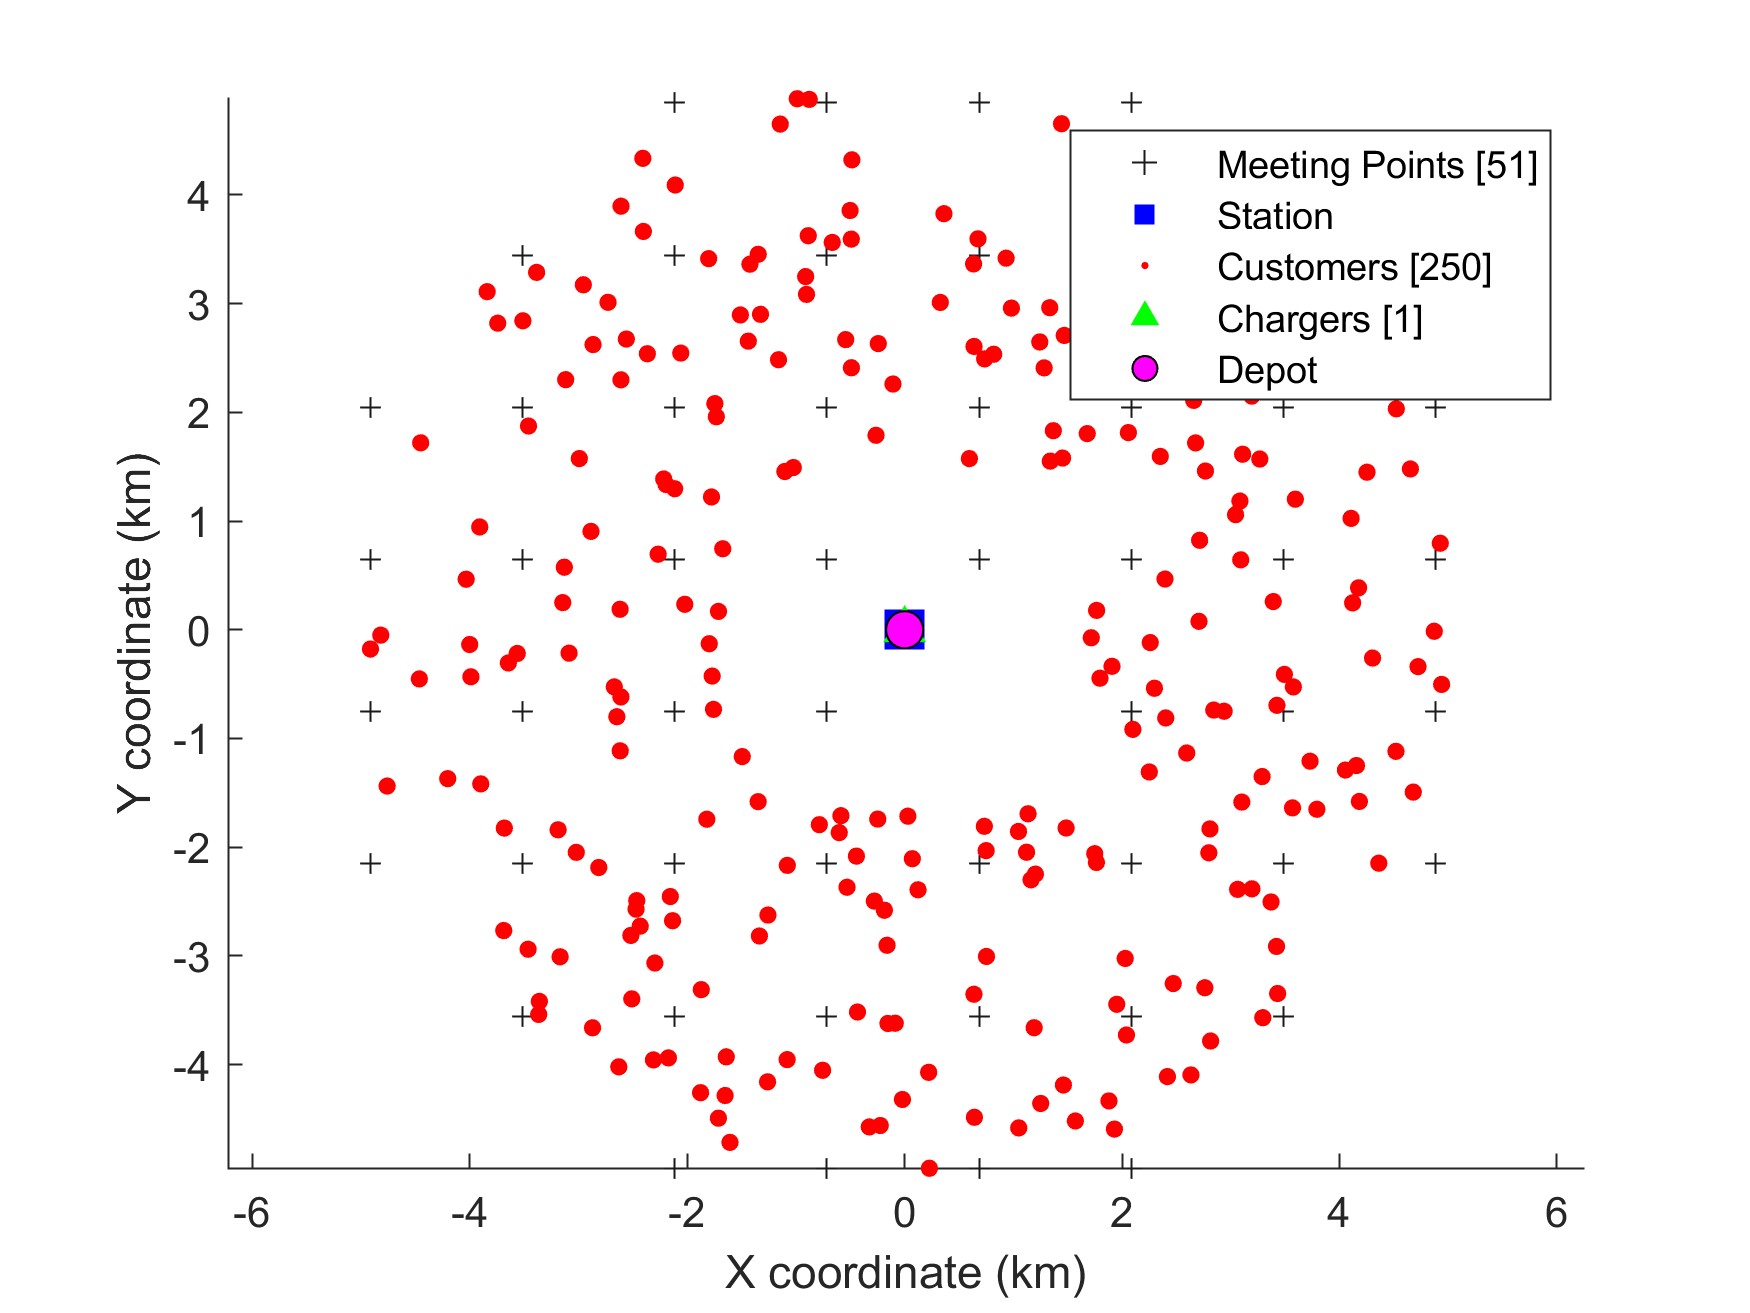 Meeting Points [51]
Station
Customers [250]
Chargers [1]
Depot
4
3
2
1
0
-1
-2
-3
-4
Y coordinate (km)
-6 -4 -2 0 2 4 6
X coordinate (km)